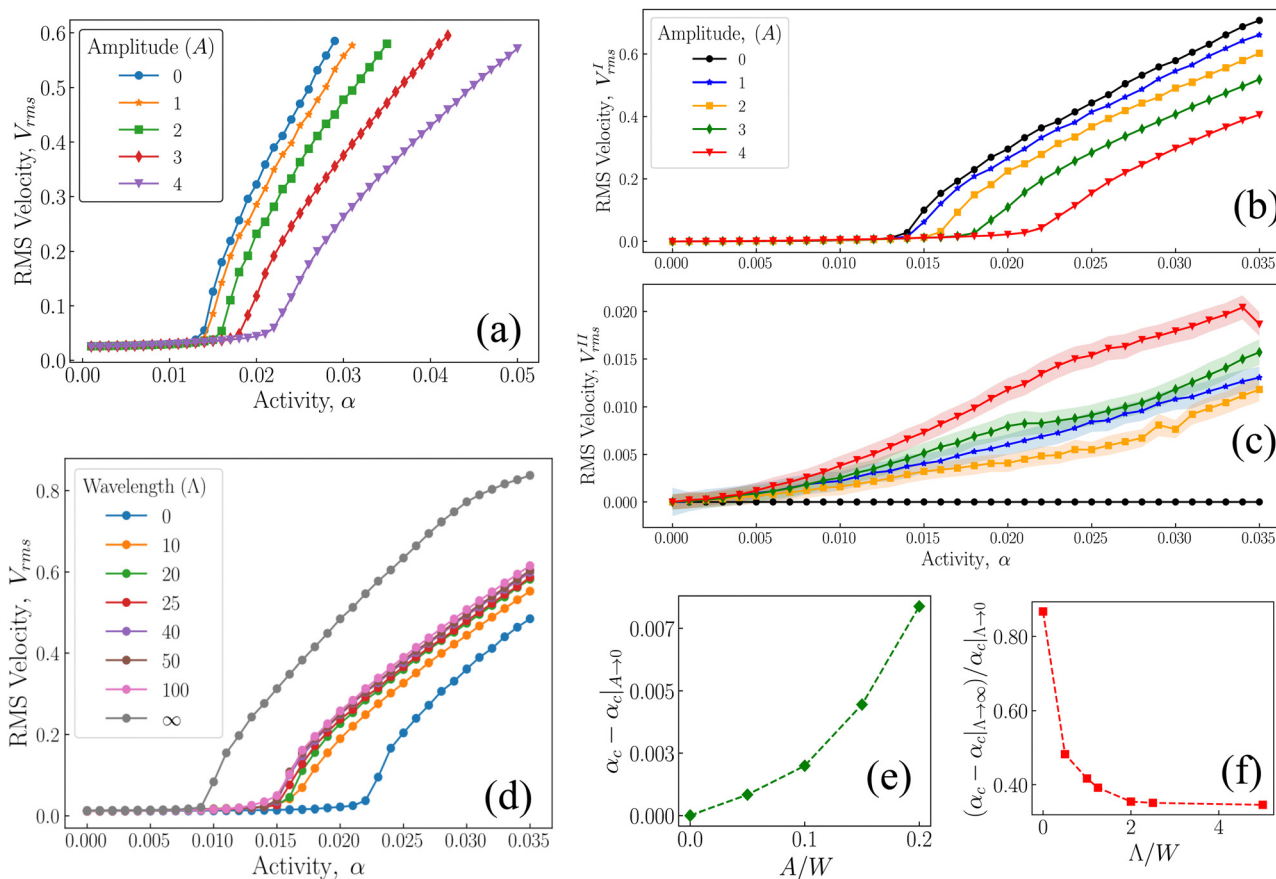 0.6
0.5
0.4
0.3
0.2
0.1
0.0
RMS Velocity, V_rms
Amplitude (A)
0
1
2
3
4
(a)
0.00 0.01 0.02 0.03 0.04 0.05
Activity, α
0.6
0.4
0.2
0.0
RMS Velocity, V^I_rms
Amplitude, (A)
0
1
2
3
4
(b)
0.000 0.005 0.010 0.015 0.020 0.025 0.030 0.035
0.020
0.015
0.010
0.005
0.000
RMS Velocity, V^II_rms
(c)
0.000 0.005 0.010 0.015 0.020 0.025 0.030 0.035
Activity, α
0.8
0.6
0.4
0.2
0.0
RMS Velocity, V_rms
Wavelength (Λ)
0
10
20
25
40
50
100
∞
(d)
0.000 0.005 0.010 0.015 0.020 0.025 0.030 0.035
Activity, α
0.007
0.005
0.003
0.000
α_c − α_c|_A→0
(e)
0.0 0.1 0.2
A/W
0.80
0.60
0.40
(α_c − α_c|_Λ→∞)/α_c|_Λ→0
(f)
0 2 4
Λ/W